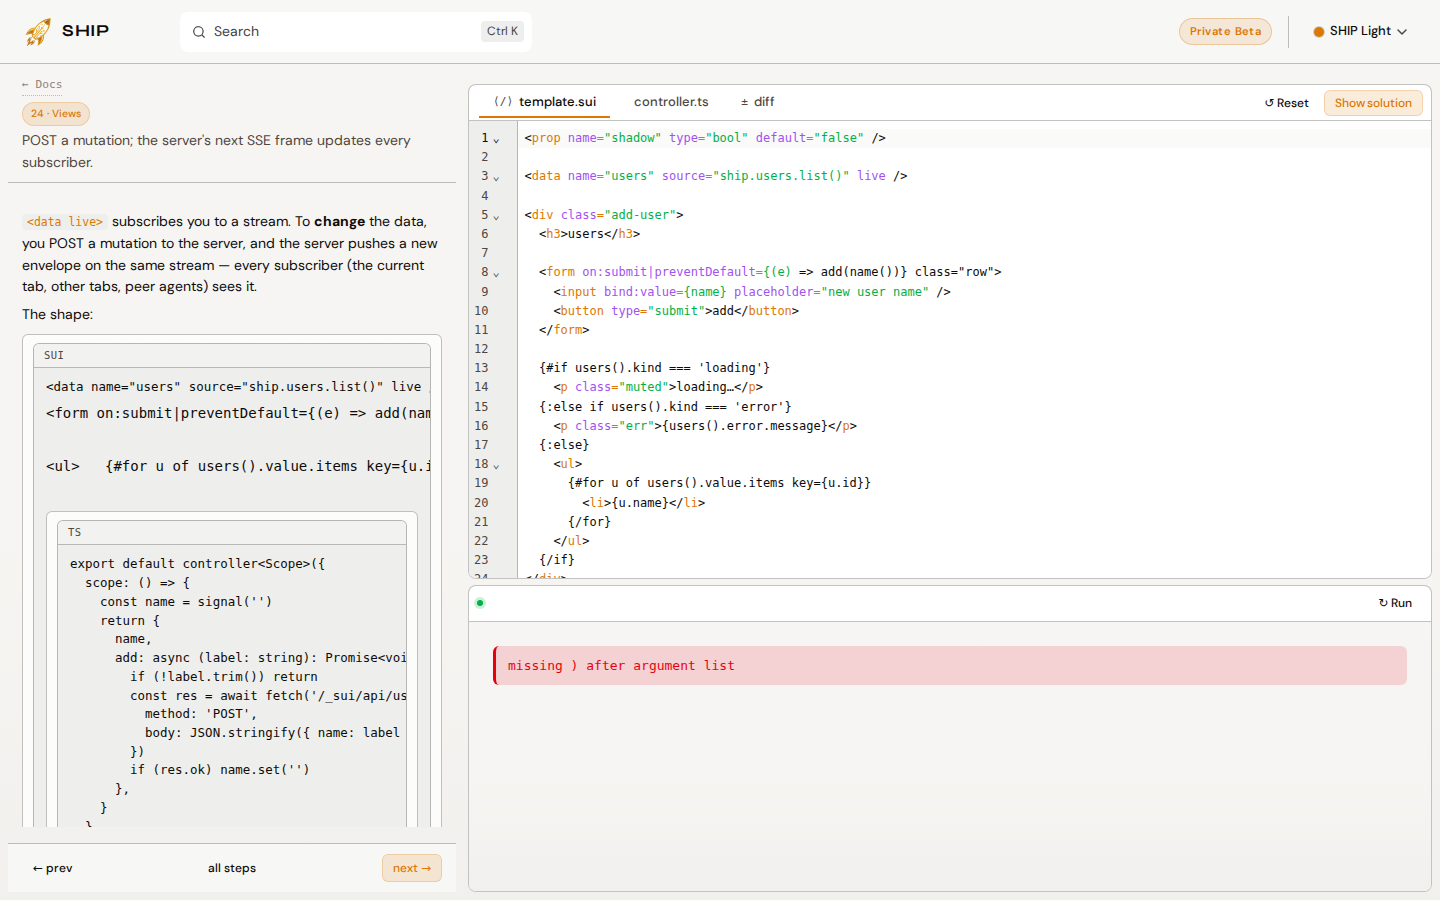 SHIP
Search
Ctrl K
Private Beta
SHIP Light
← Docs
24 · Views
POST a mutation; the server's next SSE frame updates every
subscriber.
<data live> subscribes you to a stream. To change the data,
you POST a mutation to the server, and the server pushes a new
envelope on the same stream — every subscriber (the current
tab, other tabs, peer agents) sees it.
The shape:
SUI
<data name="users" source="ship.users.list()" live
<form on:submit|preventDefault={(e) => add(nam
<ul>   {#for u of users().value.items key={u.i
TS
export default controller<Scope>({
  scope: () => {
    const name = signal('')
    return {
      name,
      add: async (label: string): Promise<voi
        if (!label.trim()) return
        const res = await fetch('/_sui/api/us
          method: 'POST',
          body: JSON.stringify({ name: label
        })
        if (res.ok) name.set('')
      },
    }
  }
← prev
all steps
next →
⟨/⟩ template.sui
controller.ts
± diff
↺ Reset
Show solution
1 <prop name="shadow" type="bool" default="false" />
2
3 <data name="users" source="ship.users.list()" live />
4
5 <div class="add-user">
6   <h3>users</h3>
7
8   <form on:submit|preventDefault={(e) => add(name())} class="row">
9     <input bind:value={name} placeholder="new user name" />
10     <button type="submit">add</button>
11   </form>
12
13   {#if users().kind === 'loading'}
14     <p class="muted">loading…</p>
15   {:else if users().kind === 'error'}
16     <p class="err">{users().error.message}</p>
17   {:else}
18     <ul>
19       {#for u of users().value.items key={u.id}}
20         <li>{u.name}</li>
21       {/for}
22     </ul>
23   {/if}
24 </div>
↻ Run
missing ) after argument list